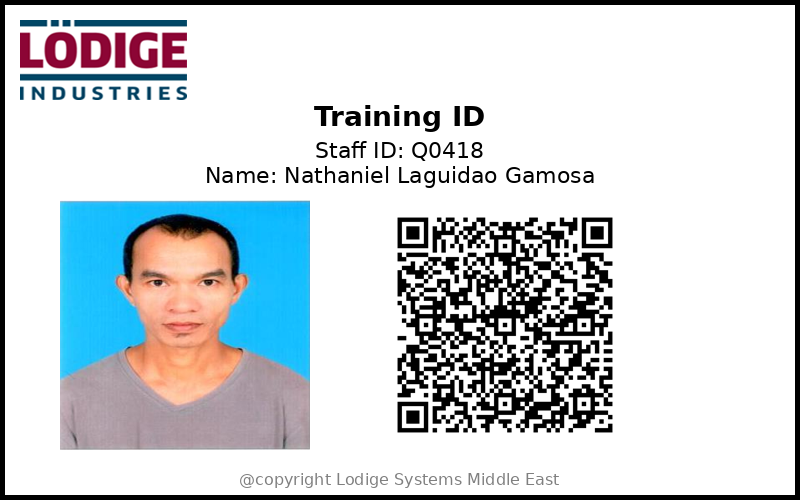 LÖDIGE
INDUSTRIES
Training ID
Staff ID: Q0418
Name: Nathaniel Laguidao Gamosa
@copyright Lodige Systems Middle East